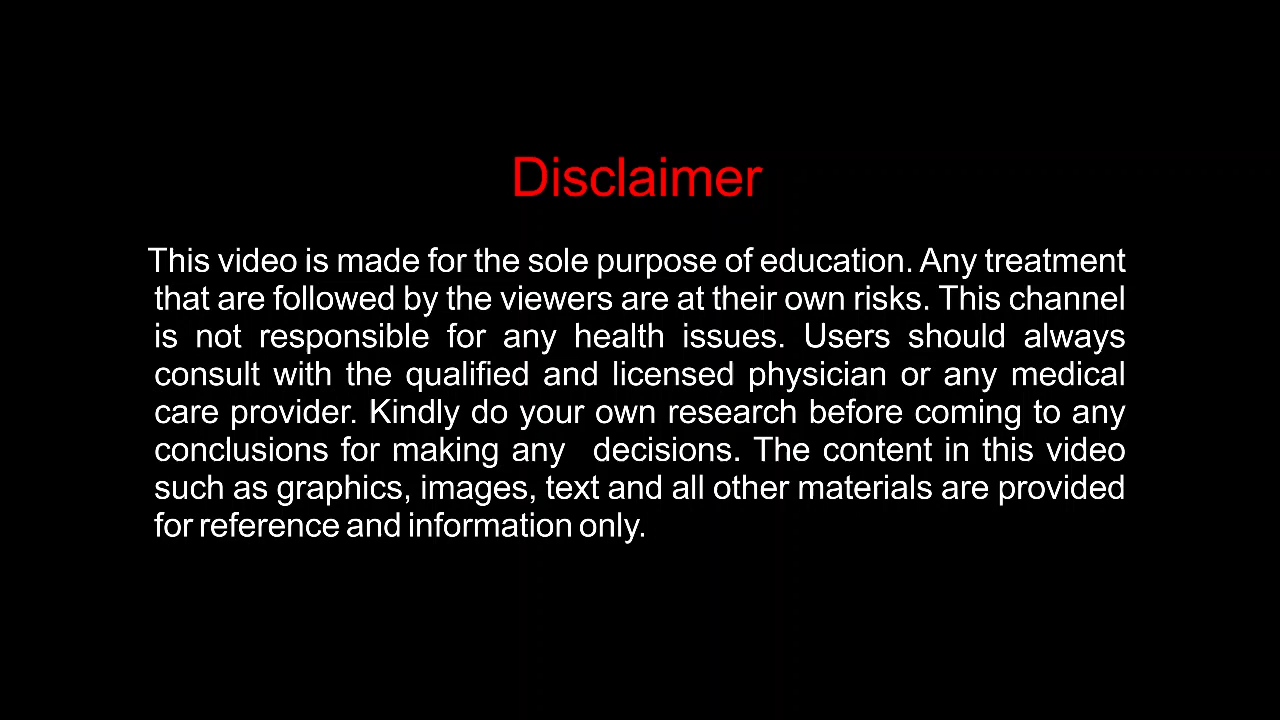 Disclaimer
This video is made for the sole purpose of education. Any treatment
that are followed by the viewers are at their own risks. This channel
is not responsible for any health issues. Users should always
consult with the qualified and licensed physician or any medical
care provider. Kindly do your own research before coming to any
conclusions for making any  decisions. The content in this video
such as graphics, images, text and all other materials are provided
for reference and information only.